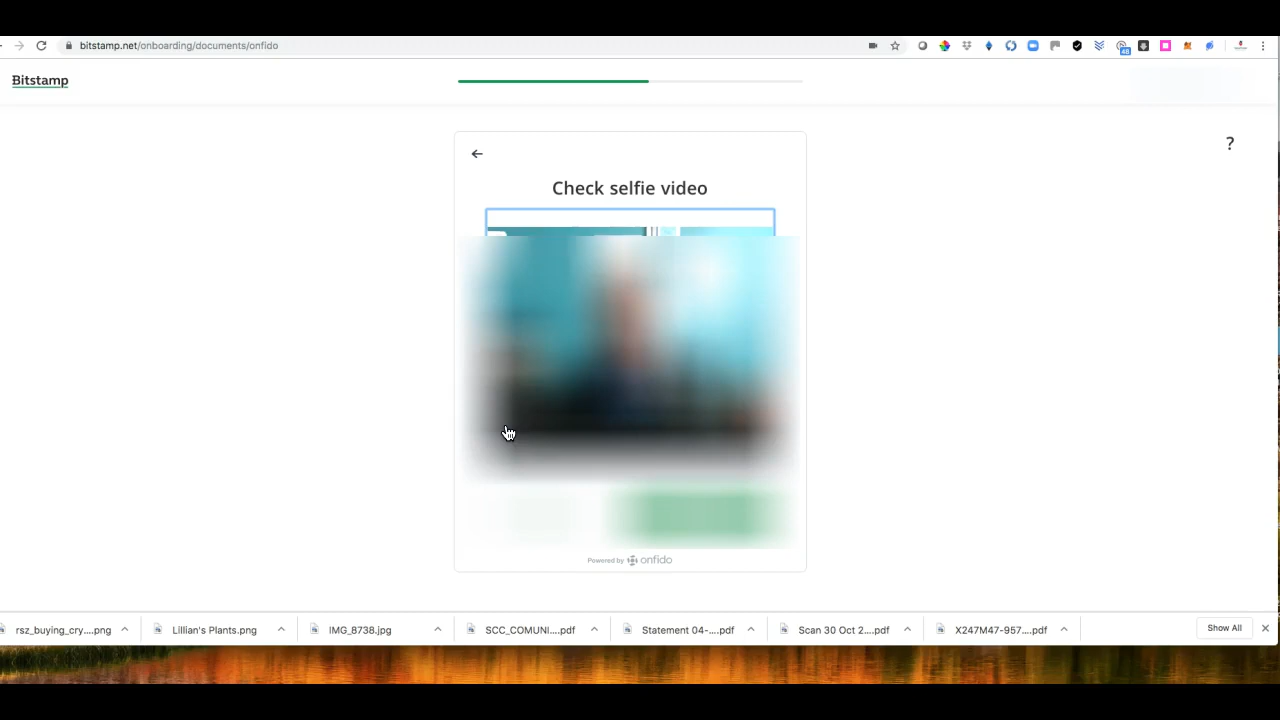 bitstamp.net/onboarding/documents/onfido
48
Bitstamp
?
Check selfie video
Powered by onfido
rsz_buying_cry....png
Lillian's Plants.png
IMG_8738.jpg
SCC_COMUNI....pdf
Statement 04-....pdf
Scan 30 Oct 2....pdf
X247M47-957....pdf
Show All